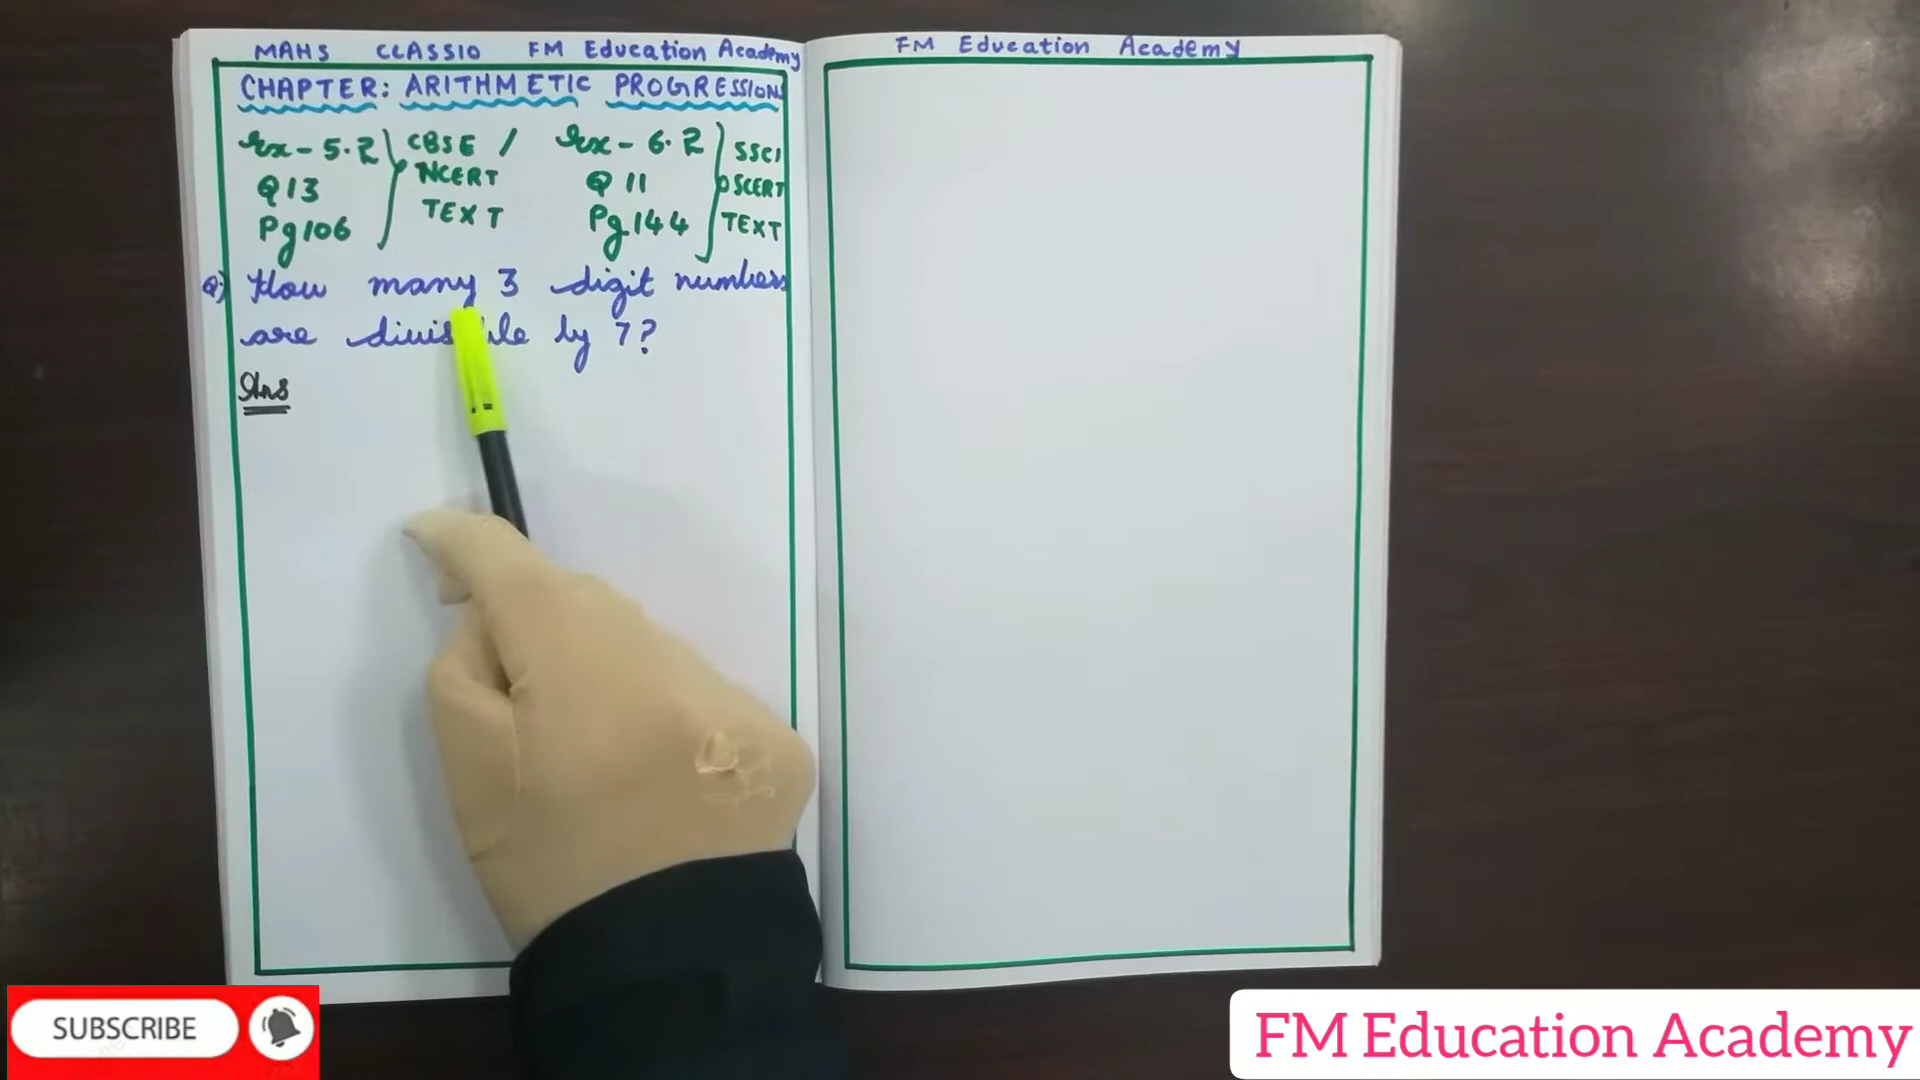 MAHS CLASS10 FM Education Academy
CHAPTER: ARITHMETIC PROGRESSIONS
Ex - 5.2 CBSE /
NCERT
TEXT
Q13
Pg106
Ex - 6.2 SSC/
SCERT
TEXT
Q 11
Pg.144
Q) How many 3 digit numbers
are divisible by 7?
Ans
FM Education Academy
SUBSCRIBE
FM Education Academy